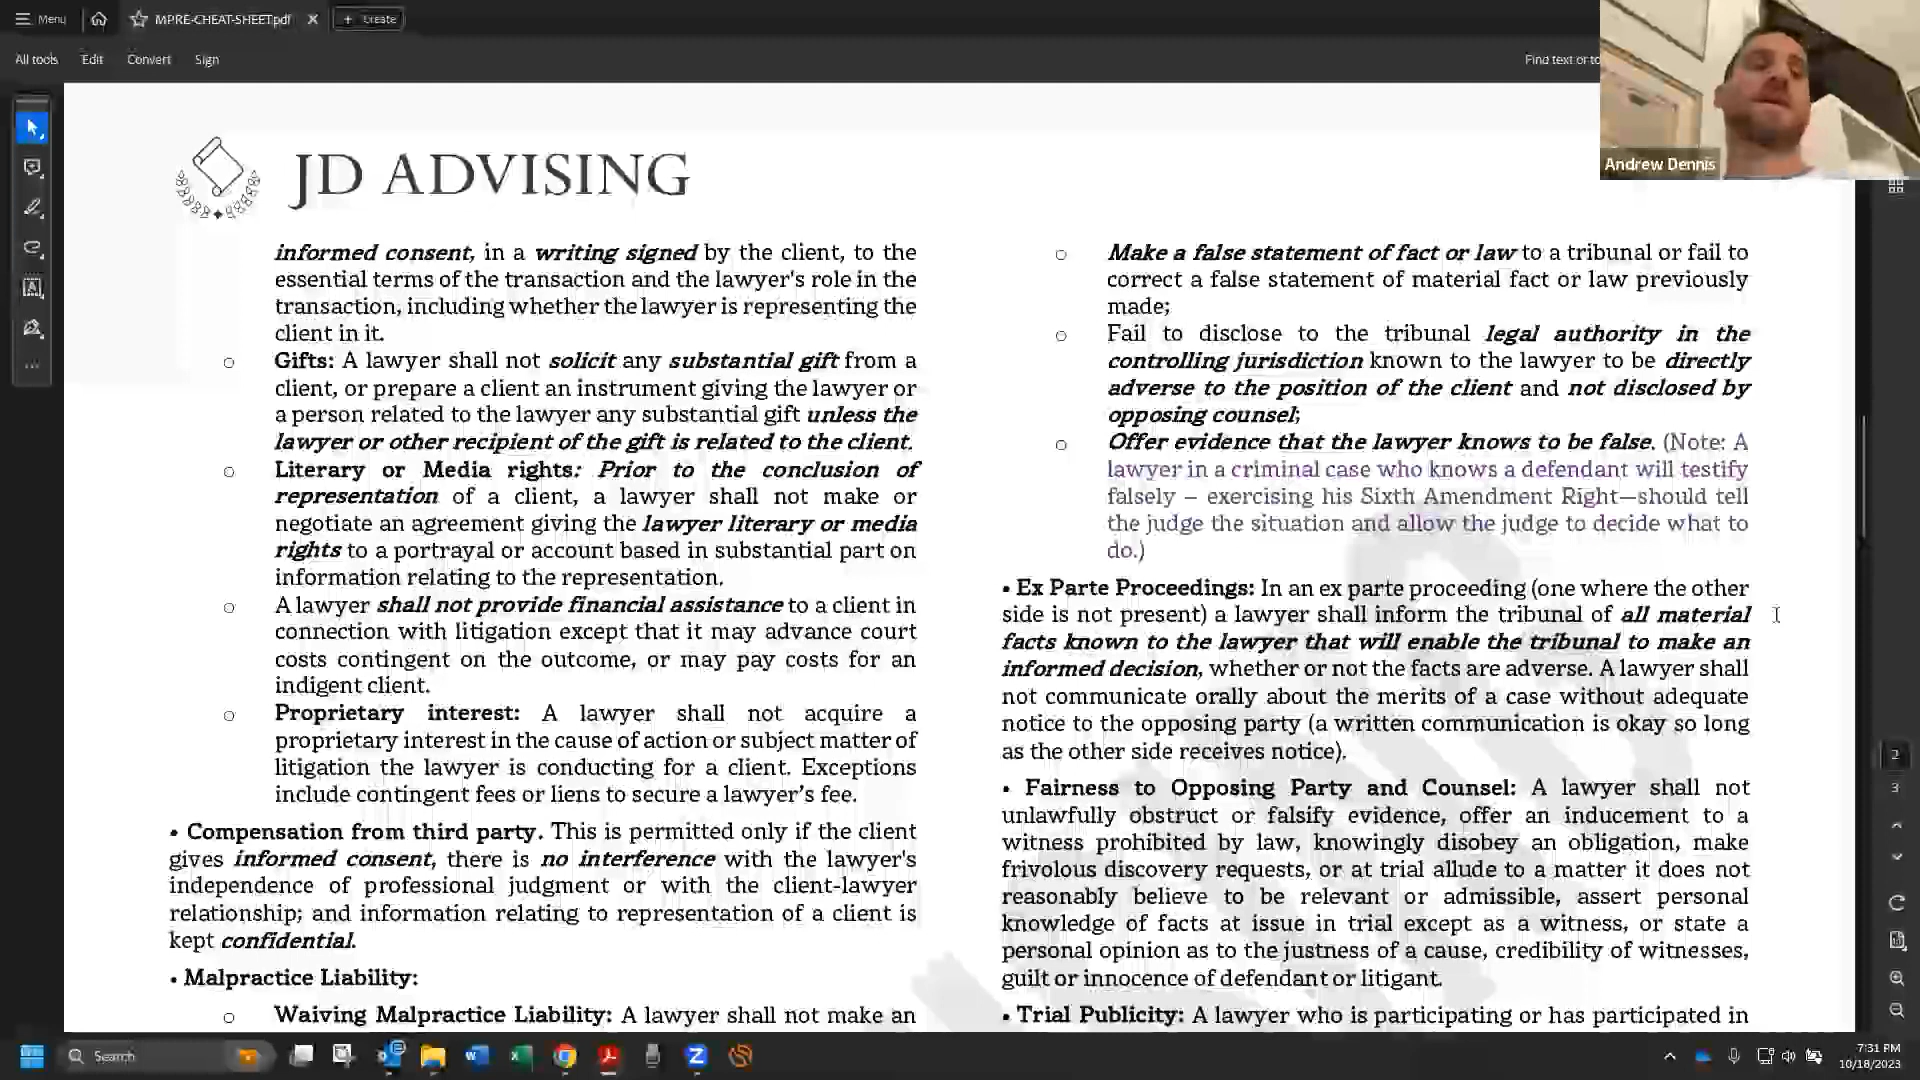 Menu
MPRE-CHEAT-SHEET.pdf
Create
All tools
Edit
Convert
Sign
Find text or to
Andrew Dennis
JD ADVISING
informed consent, in a writing signed by the client, to the
essential terms of the transaction and the lawyer's role in the
transaction, including whether the lawyer is representing the
client in it.
○ Gifts: A lawyer shall not solicit any substantial gift from a
client, or prepare a client an instrument giving the lawyer or
a person related to the lawyer any substantial gift unless the
lawyer or other recipient of the gift is related to the client.
○ Literary or Media rights: Prior to the conclusion of
representation of a client, a lawyer shall not make or
negotiate an agreement giving the lawyer literary or media
rights to a portrayal or account based in substantial part on
information relating to the representation.
○ A lawyer shall not provide financial assistance to a client in
connection with litigation except that it may advance court
costs contingent on the outcome, or may pay costs for an
indigent client.
○ Proprietary interest: A lawyer shall not acquire a
proprietary interest in the cause of action or subject matter of
litigation the lawyer is conducting for a client. Exceptions
include contingent fees or liens to secure a lawyer's fee.
• Compensation from third party. This is permitted only if the client
gives informed consent, there is no interference with the lawyer's
independence of professional judgment or with the client-lawyer
relationship; and information relating to representation of a client is
kept confidential.
• Malpractice Liability:
○ Waiving Malpractice Liability: A lawyer shall not make an
○ Make a false statement of fact or law to a tribunal or fail to
correct a false statement of material fact or law previously
made;
○ Fail to disclose to the tribunal legal authority in the
controlling jurisdiction known to the lawyer to be directly
adverse to the position of the client and not disclosed by
opposing counsel;
○ Offer evidence that the lawyer knows to be false. (Note: A
lawyer in a criminal case who knows a defendant will testify
falsely – exercising his Sixth Amendment Right—should tell
the judge the situation and allow the judge to decide what to
do.)
• Ex Parte Proceedings: In an ex parte proceeding (one where the other
side is not present) a lawyer shall inform the tribunal of all material
facts known to the lawyer that will enable the tribunal to make an
informed decision, whether or not the facts are adverse. A lawyer shall
not communicate orally about the merits of a case without adequate
notice to the opposing party (a written communication is okay so long
as the other side receives notice).
• Fairness to Opposing Party and Counsel: A lawyer shall not
unlawfully obstruct or falsify evidence, offer an inducement to a
witness prohibited by law, knowingly disobey an obligation, make
frivolous discovery requests, or at trial allude to a matter it does not
reasonably believe to be relevant or admissible, assert personal
knowledge of facts at issue in trial except as a witness, or state a
personal opinion as to the justness of a cause, credibility of witnesses,
guilt or innocence of defendant or litigant.
• Trial Publicity: A lawyer who is participating or has participated in
2
3
Search
7:31 PM
10/18/2023